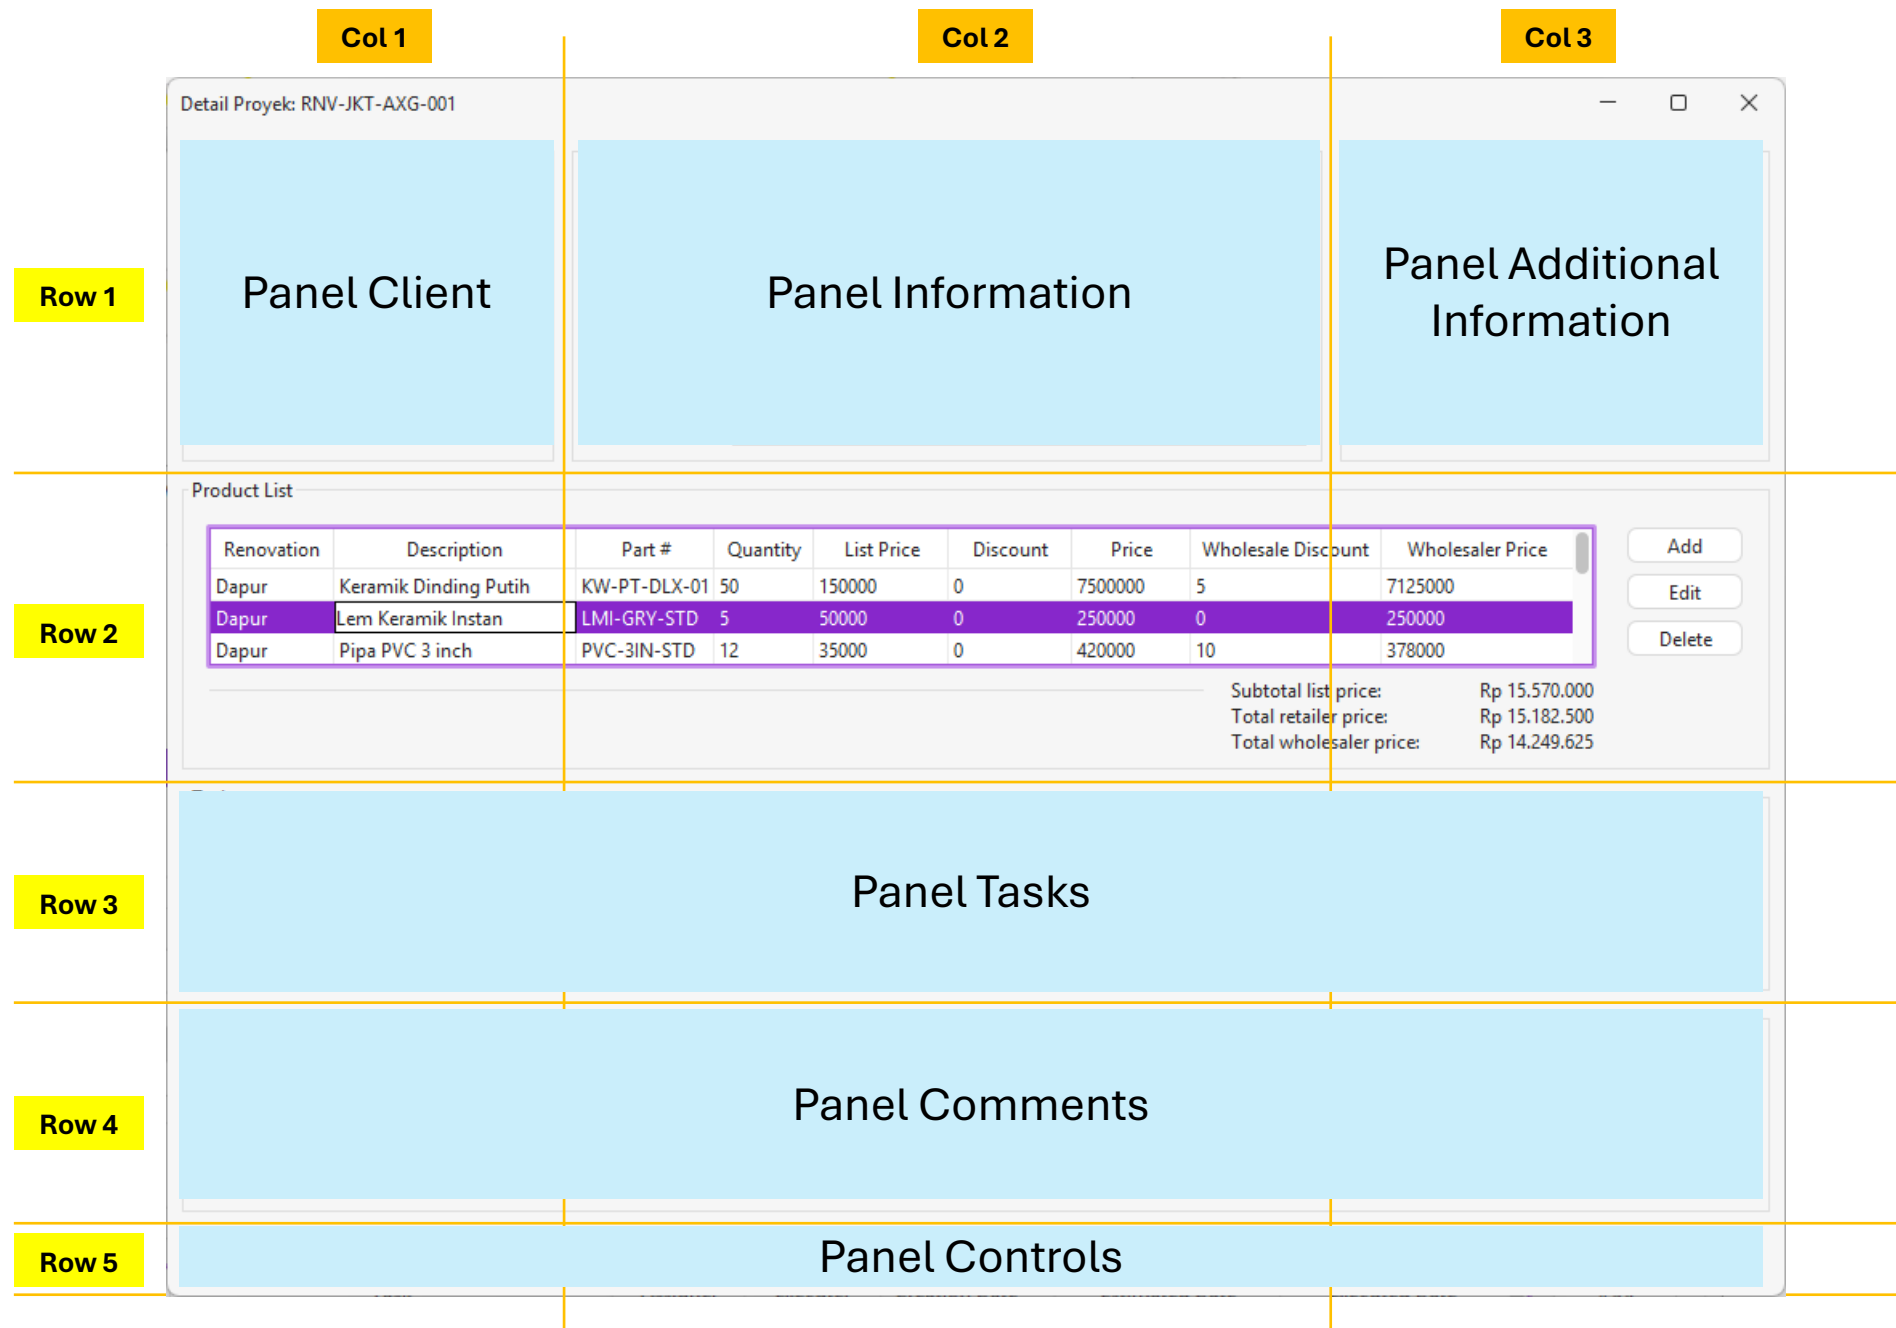 Col 1
Col 2
Col 3
Detail Proyek: RNV-JKT-AXG-001
Row 1
Panel Client
Panel Information
Panel Additional
Information
Product List
Row 2
Renovation Description Part # Quantity List Price Discount Price Wholesale Discount Wholesaler Price
Dapur Keramik Dinding Putih KW-PT-DLX-01 50 150000 0 7500000 5 7125000
Dapur Lem Keramik Instan LMI-GRY-STD 5 50000 0 250000 0 250000
Dapur Pipa PVC 3 inch PVC-3IN-STD 12 35000 0 420000 10 378000
Add
Edit
Delete
Subtotal list price: Rp 15.570.000
Total retailer price: Rp 15.182.500
Total wholesaler price: Rp 14.249.625
Row 3
Panel Tasks
Row 4
Panel Comments
Row 5
Panel Controls